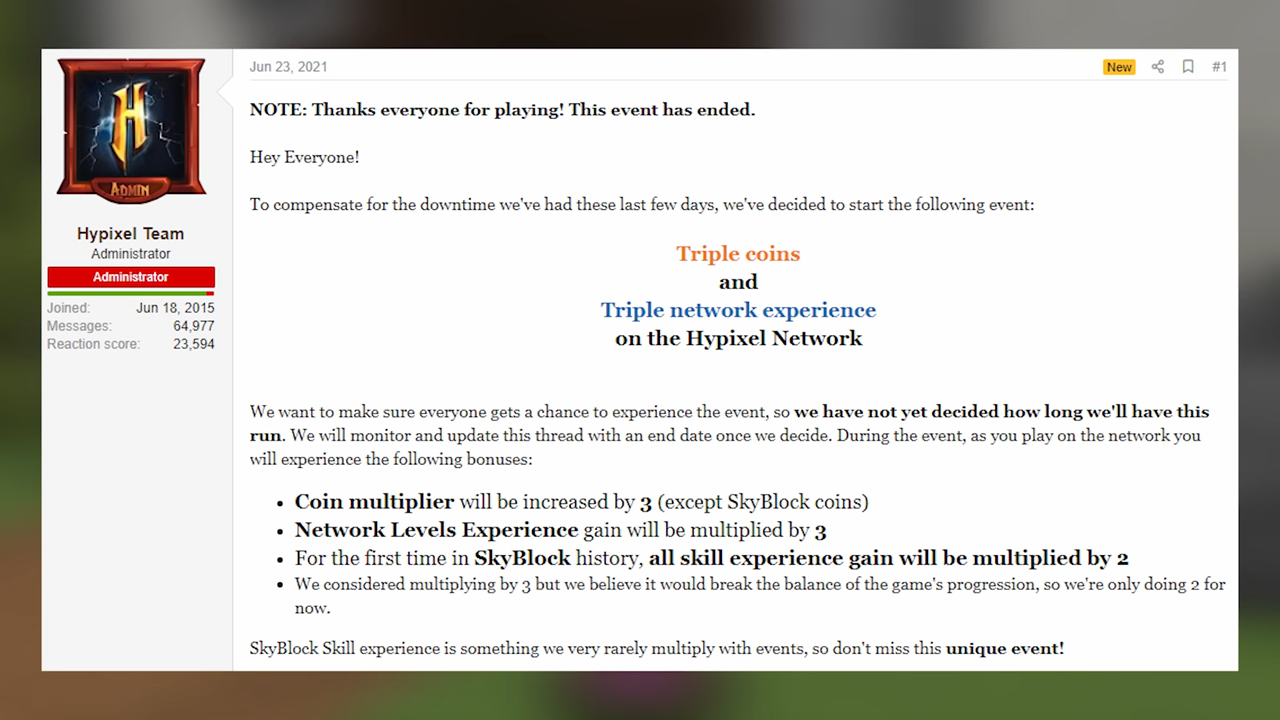 H
ADMIN
Hypixel Team
Administrator
Administrator
Joined: Jun 18, 2015
Messages: 64,977
Reaction score: 23,594
Jun 23, 2021
New
#1
NOTE: Thanks everyone for playing! This event has ended.
Hey Everyone!
To compensate for the downtime we've had these last few days, we've decided to start the following event:
Triple coins
and
Triple network experience
on the Hypixel Network
We want to make sure everyone gets a chance to experience the event, so we have not yet decided how long we'll have this
run. We will monitor and update this thread with an end date once we decide. During the event, as you play on the network you
will experience the following bonuses:
• Coin multiplier will be increased by 3 (except SkyBlock coins)
• Network Levels Experience gain will be multiplied by 3
• For the first time in SkyBlock history, all skill experience gain will be multiplied by 2
• We considered multiplying by 3 but we believe it would break the balance of the game's progression, so we're only doing 2 for
now.
SkyBlock Skill experience is something we very rarely multiply with events, so don't miss this unique event!